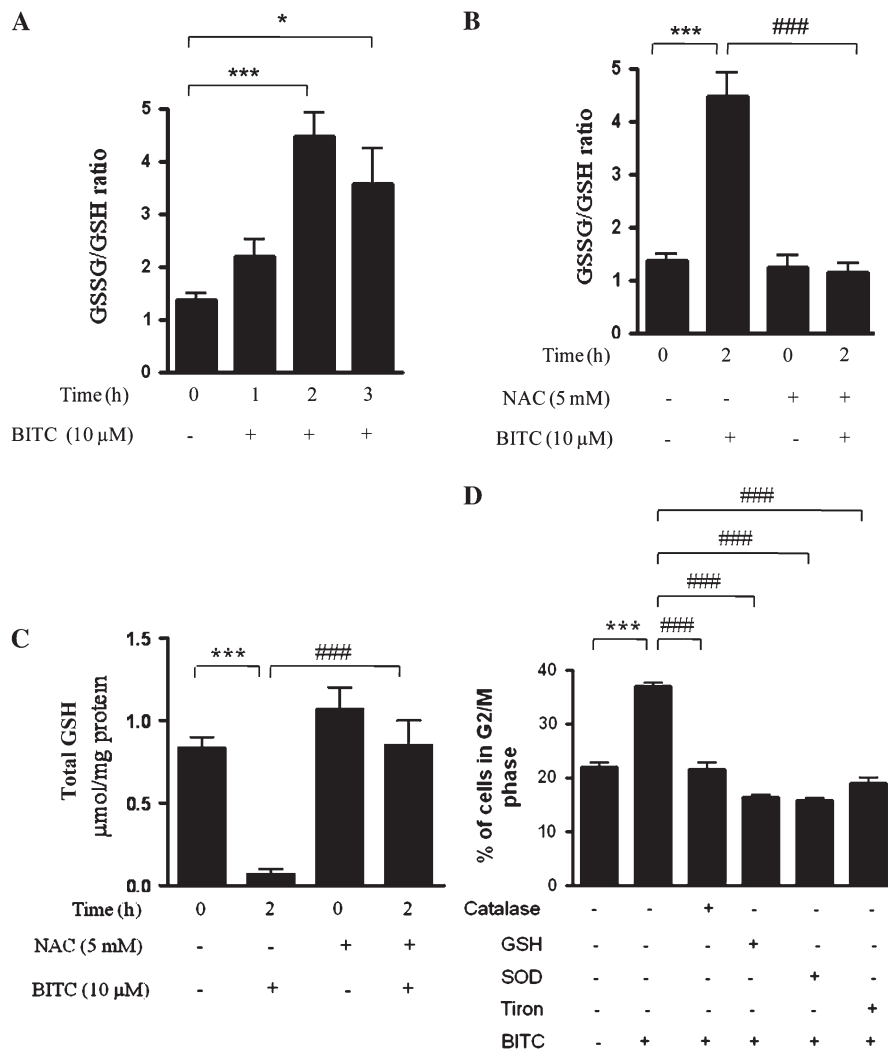 A
*
***
GSSG/GSH ratio
5
4
3
2
1
0
Time (h) 0 1 2 3
BITC (10 µM) - + + +
B
*** ###
GSSG/GSH ratio
5
4
3
2
1
0
Time (h) 0 2 0 2
NAC (5 mM) - - + +
BITC (10 µM) - + - +
C
*** ###
Total GSH
µmol/mg protein
1.5
1.0
0.5
0.0
Time (h) 0 2 0 2
NAC (5 mM) - - + +
BITC (10 µM) - + - +
D
###
###
###
*** ###
% of cells in G2/M
phase
40
30
20
10
0
Catalase - - + - - -
GSH - - - + - -
SOD - - - - + -
Tiron - - - - - +
BITC - + + + + +